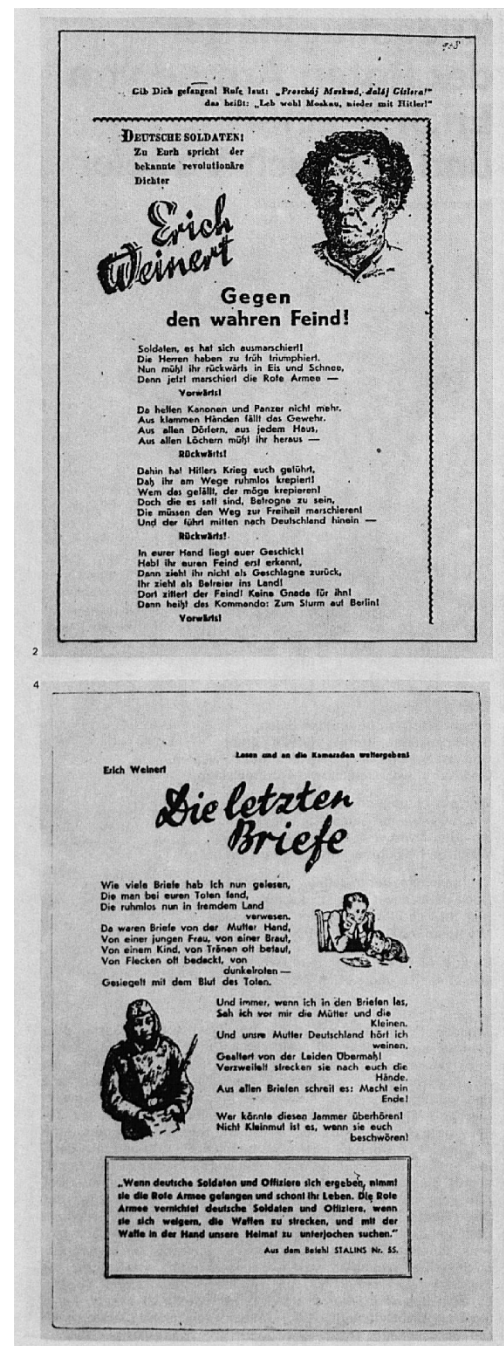 Gib Dich gefangen! Rufe laut: „Proscháj Moskwá, dalój Gitlera!"
das heißt: „Leb wohl Moskau, nieder mit Hitler!"
DEUTSCHE SOLDATEN!
Zu Euch spricht der
bekannte revolutionäre
Dichter
Erich
Weinert
Gegen
den wahren Feind!
Soldaten, es hat sich ausmarschiert!
Die Herren haben zu früh triumphiert.
Nun müßt ihr rückwärts in Eis und Schnee,
Denn jetzt marschiert die Rote Armee —
Vorwärts!
Da helfen Kanonen und Panzer nicht mehr.
Aus klammen Händen fällt das Gewehr.
Aus allen Dörfern, aus jedem Haus,
Aus allen Löchern müßt ihr heraus —
Rückwärts!
Dahin hat Hitlers Krieg euch geführt,
Daß ihr am Wege ruhmlos krepiert!
Wem das gefällt, der möge krepieren!
Doch die es satt sind, Betrogne zu sein,
Die müssen den Weg zur Freiheit marschieren!
Und der führt mitten nach Deutschland hinein —
Rückwärts!
In eurer Hand liegt euer Geschick!
Habt ihr euren Feind erst erkannt,
Dann zieht ihr nicht als Geschlagne zurück,
Ihr zieht als Befreier ins Land!
Dort zittert der Feind! Keine Gnade für ihn!
Dann heißt das Kommando: Zum Sturm auf Berlin!
Vorwärts!
2
4
Lesen und an die Kameraden weitergeben!
Erich Weinert
Die letzten
Briefe
Wie viele Briefe hab ich nun gelesen,
Die man bei euren Toten fand,
Die ruhmlos nun in fremdem Land
verwesen.
Da waren Briefe von der Mutter Hand,
Von einer jungen Frau, von einer Braut,
Von einem Kind, von Tränen oft betaut,
Von Flecken oft bedeckt, von
dunkelroten —
Gesiegelt mit dem Blut des Toten.
Und immer, wenn ich in den Briefen las,
Sah ich vor mir die Mütter und die
Kleinen.
Und unsre Mutter Deutschland hört ich
weinen,
Gealtert von der Leiden Übermaß!
Verzweifelt strecken sie nach euch die
Hände.
Aus allen Briefen schreit es: Macht ein
Ende!
Wer könnte diesen Jammer überhören!
Nicht Kleinmut ist es, wenn sie euch
beschwören!
„Wenn deutsche Soldaten und Offiziere sich ergeben, nimmt
sie die Rote Armee gefangen und schont ihr Leben. Die Rote
Armee vernichtet deutsche Soldaten und Offiziere, wenn
sie sich weigern, die Waffen zu strecken, und mit der
Waffe in der Hand unsere Heimat zu unterjochen suchen."
Aus dem Befehl STALINS Nr. 55.